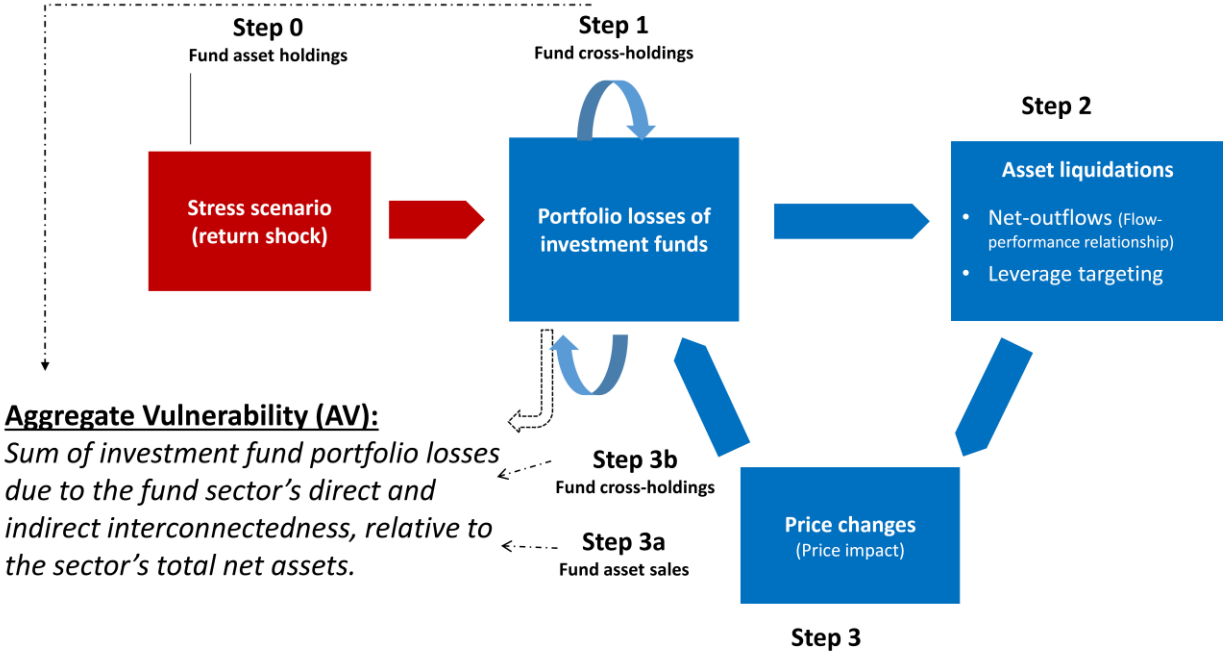 Step 0
Fund asset holdings
Step 1
Fund cross-holdings
Step 2
Stress scenario
(return shock)
Portfolio losses of
investment funds
Asset liquidations
• Net-outflows (Flow-
performance relationship)
• Leverage targeting
Aggregate Vulnerability (AV):
Sum of investment fund portfolio losses
due to the fund sector’s direct and
indirect interconnectedness, relative to
the sector’s total net assets.
Step 3b
Fund cross-holdings
Step 3a
Fund asset sales
Price changes
(Price impact)
Step 3